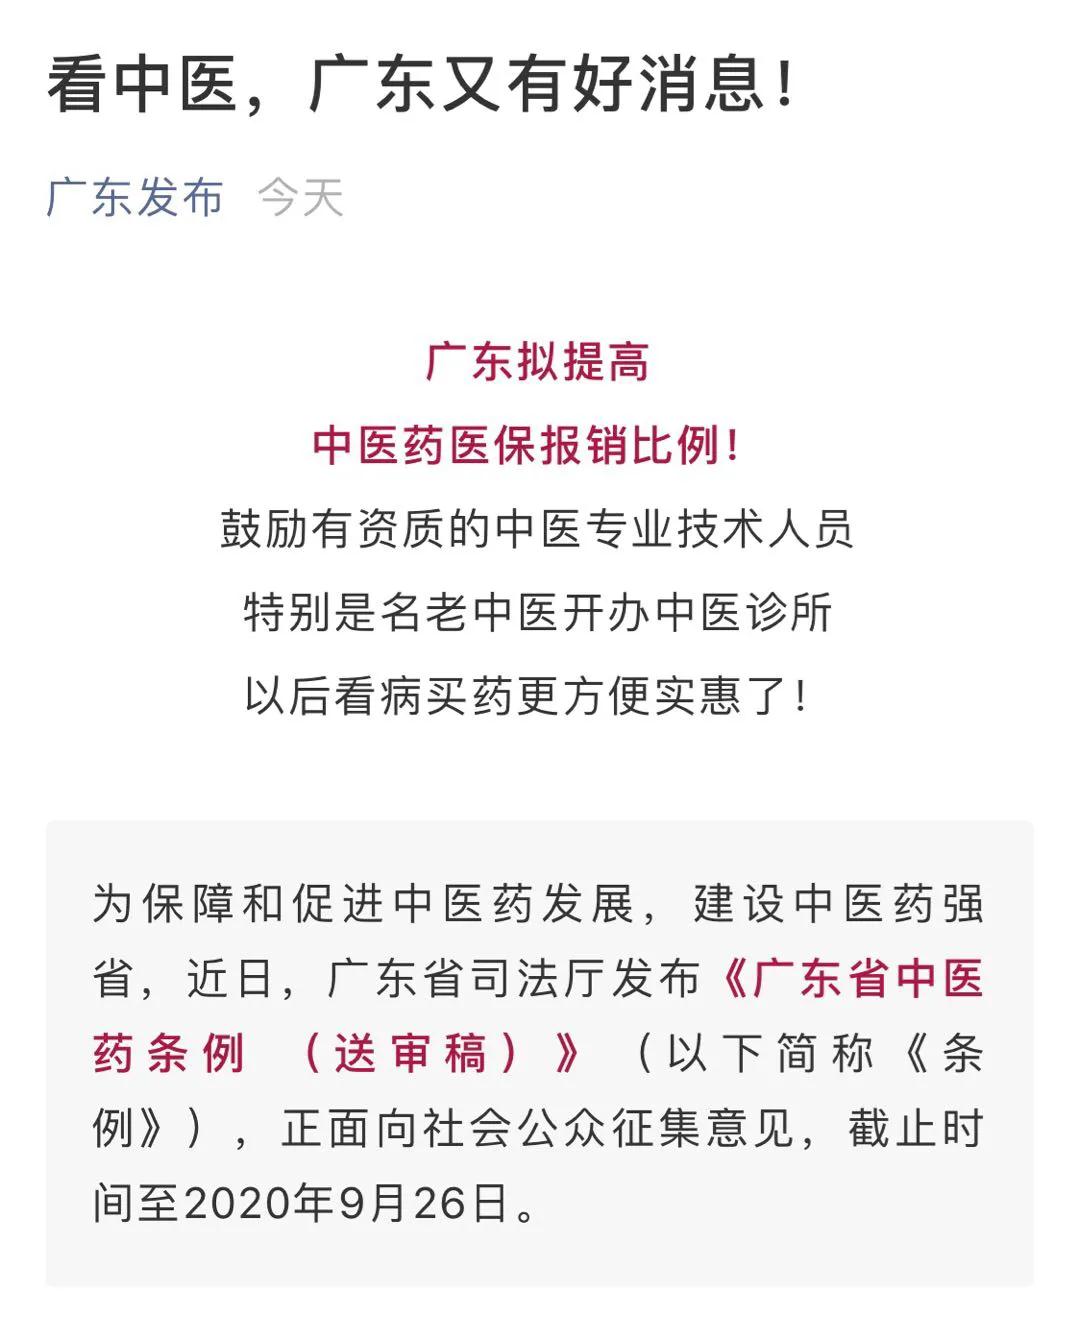 看中医，广东又有好消息！
广东发布 今天
广东拟提高
中医药医保报销比例！
鼓励有资质的中医专业技术人员
特别是名老中医开办中医诊所
以后看病买药更方便实惠了！
为保障和促进中医药发展，建设中医药强
省，近日，广东省司法厅发布《广东省中医
药条例（送审稿）》（以下简称《条
例》），正面向社会公众征集意见，截止时
间至2020年9月26日。